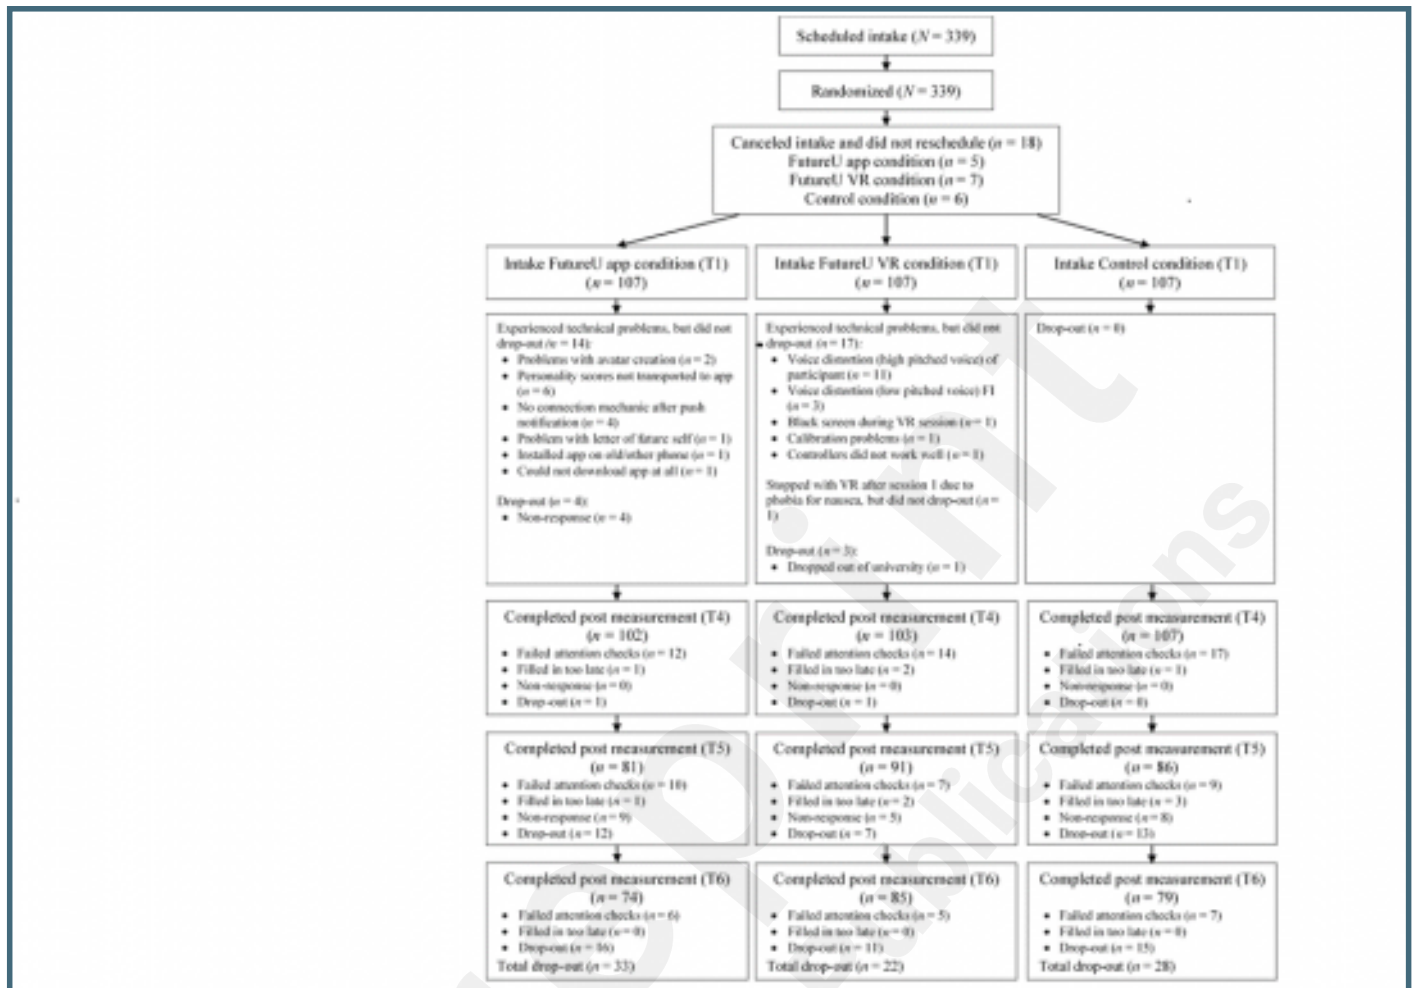 Scheduled intake (N = 339)
Randomized (N = 339)
Canceled intake and did not reschedule (n = 18)
FutureU app condition (n = 5)
FutureU VR condition (n = 7)
Control condition (n = 6)
Intake FutureU app condition (T1)
(n = 107)
Intake FutureU VR condition (T1)
(n = 107)
Intake Control condition (T1)
(n = 107)
Experienced technical problems, but did not
drop-out (n = 14):
• Problems with avatar creation (n = 2)
• Personality scores not transported to app
(n = 6)
• No connection mechanic after push
notification (n = 4)
• Problem with letter of future self (n = 1)
• Installed app on old/other phone (n = 1)
• Could not download app at all (n = 1)
Drop-out (n = 4):
• Non-response (n = 4)
Experienced technical problems, but did not
drop-out (n = 17):
• Voice distortion (high pitched voice) of
participant (n = 11)
• Voice distortion (low pitched voice) FI
(n = 3)
• Black screen during VR session (n = 1)
• Calibration problems (n = 1)
• Controllers did not work well (n = 1)
Stopped with VR after session 1 due to
phobia for nausea, but did not drop-out (n =
1)
Drop-out (n = 3):
• Dropped out of university (n = 1)
Drop-out (n = 0)
Completed post measurement (T4)
(n = 102)
• Failed attention checks (n = 12)
• Filled in too late (n = 1)
• Non-response (n = 0)
• Drop-out (n = 1)
Completed post measurement (T4)
(n = 103)
• Failed attention checks (n = 14)
• Filled in too late (n = 2)
• Non-response (n = 0)
• Drop-out (n = 1)
Completed post measurement (T4)
(n = 107)
• Failed attention checks (n = 17)
• Filled in too late (n = 1)
• Non-response (n = 0)
• Drop-out (n = 0)
Completed post measurement (T5)
(n = 81)
• Failed attention checks (n = 10)
• Filled in too late (n = 1)
• Non-response (n = 9)
• Drop-out (n = 12)
Completed post measurement (T5)
(n = 91)
• Failed attention checks (n = 7)
• Filled in too late (n = 2)
• Non-response (n = 5)
• Drop-out (n = 7)
Completed post measurement (T5)
(n = 86)
• Failed attention checks (n = 9)
• Filled in too late (n = 3)
• Non-response (n = 8)
• Drop-out (n = 13)
Completed post measurement (T6)
(n = 74)
• Failed attention checks (n = 6)
• Filled in too late (n = 0)
• Drop-out (n = 16)
Total drop-out (n = 33)
Completed post measurement (T6)
(n = 85)
• Failed attention checks (n = 5)
• Filled in too late (n = 0)
• Drop-out (n = 11)
Total drop-out (n = 22)
Completed post measurement (T6)
(n = 79)
• Failed attention checks (n = 7)
• Filled in too late (n = 0)
• Drop-out (n = 15)
Total drop-out (n = 28)